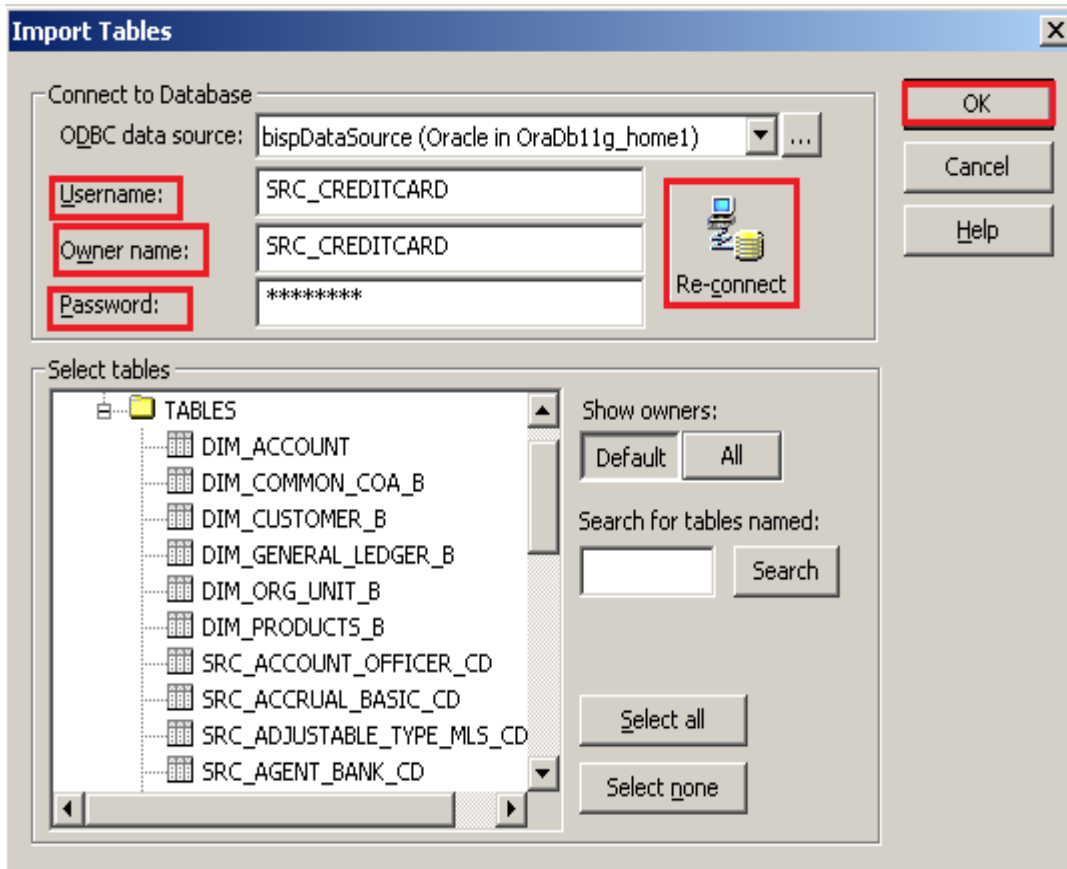 Import Tables
Connect to Database
ODBC data source: bispDataSource (Oracle in OraDb11g_home1) ...
Username: SRC_CREDITCARD
Owner name: SRC_CREDITCARD
Password: ********
Re-connect
OK
Cancel
Help
Select tables
TABLES
DIM_ACCOUNT
DIM_COMMON_COA_B
DIM_CUSTOMER_B
DIM_GENERAL_LEDGER_B
DIM_ORG_UNIT_B
DIM_PRODUCTS_B
SRC_ACCOUNT_OFFICER_CD
SRC_ACCRUAL_BASIC_CD
SRC_ADJUSTABLE_TYPE_MLS_CD
SRC_AGENT_BANK_CD
Show owners:
Default All
Search for tables named:
Search
Select all
Select none